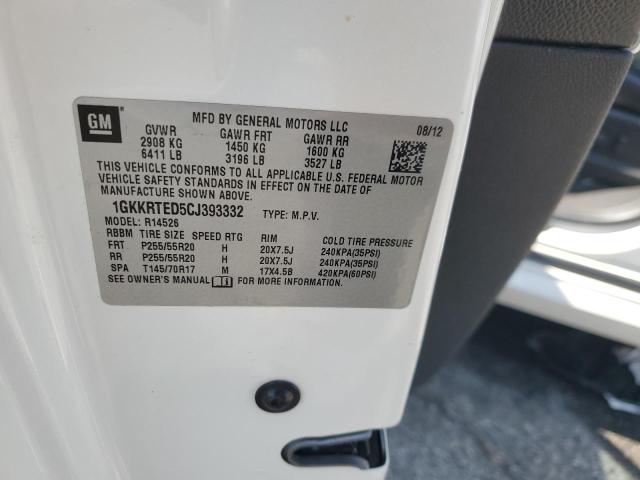 GM
MFD BY GENERAL MOTORS LLC
08/12
GVWR GAWR FRT GAWR RR
2908 KG 1450 KG 1600 KG
6411 LB 3196 LB 3527 LB
THIS VEHICLE CONFORMS TO ALL APPLICABLE U.S. FEDERAL MOTOR
VEHICLE SAFETY STANDARDS IN EFFECT ON THE DATE OF
MANUFACTURE SHOWN ABOVE.
1GKKRTED5CJ393332 TYPE: M.P.V.
MODEL: R14526
RBBM TIRE SIZE SPEED RTG RIM COLD TIRE PRESSURE
FRT P255/55R20 H 20X7.5J 240KPA(35PSI)
RR P255/55R20 H 20X7.5J 240KPA(35PSI)
SPA T145/70R17 M 17X4.5B 420KPA(60PSI)
SEE OWNER'S MANUAL FOR MORE INFORMATION.